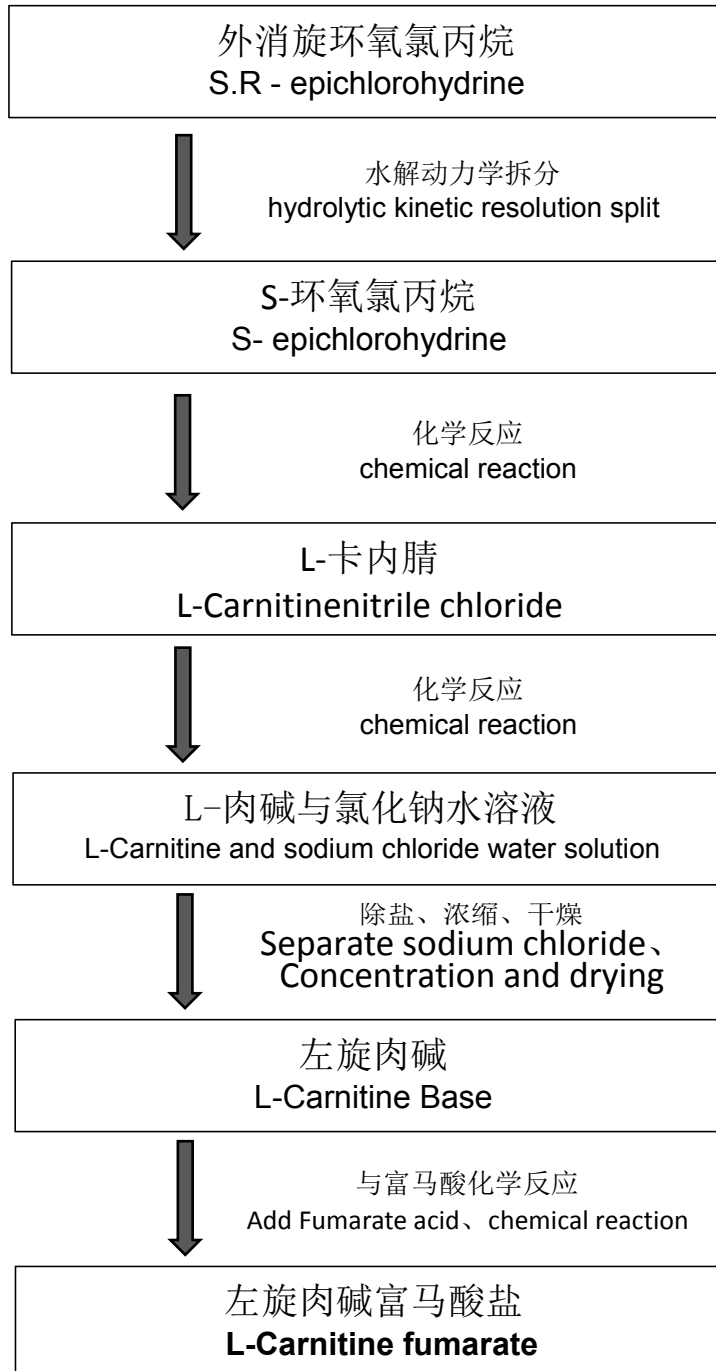 外消旋环氧氯丙烷
S.R - epichlorohydrine
水解动力学拆分
hydrolytic kinetic resolution split
S-环氧氯丙烷
S- epichlorohydrine
化学反应
chemical reaction
L-卡内腈
L-Carnitinenitrile chloride
化学反应
chemical reaction
L-肉碱与氯化钠水溶液
L-Carnitine and sodium chloride water solution
除盐、浓缩、干燥
Separate sodium chloride、
Concentration and drying
左旋肉碱
L-Carnitine Base
与富马酸化学反应
Add Fumarate acid、chemical reaction
左旋肉碱富马酸盐
L-Carnitine fumarate